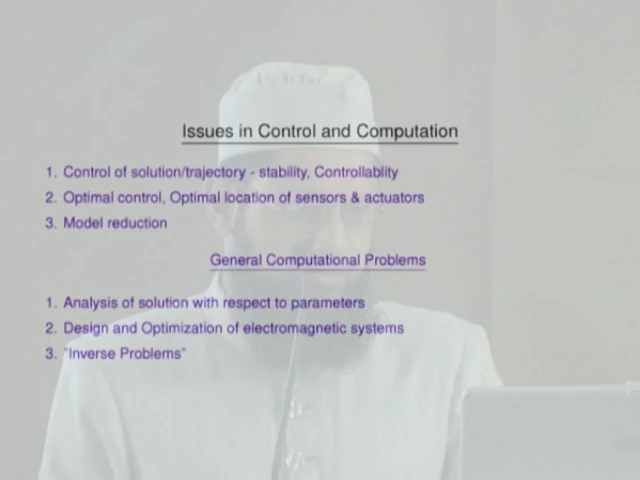 Issues in Control and Computation
1. Control of solution/trajectory - stability, Controllablity
2. Optimal control, Optimal location of sensors & actuators
3. Model reduction
General Computational Problems
1. Analysis of solution with respect to parameters
2. Design and Optimization of electromagnetic systems
3. "Inverse Problems"